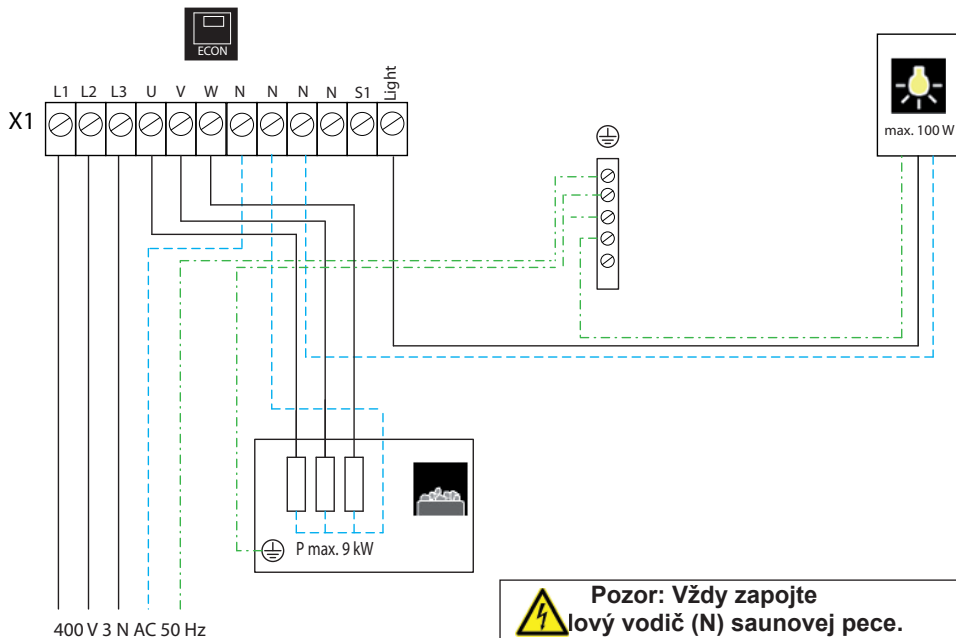 ECON
L1 L2 L3 U V W N N N N S1 Light
X1
max. 100 W
P max. 9 kW
400 V 3 N AC 50 Hz
Pozor: Vždy zapojte
vodič (N) saunovej pece.